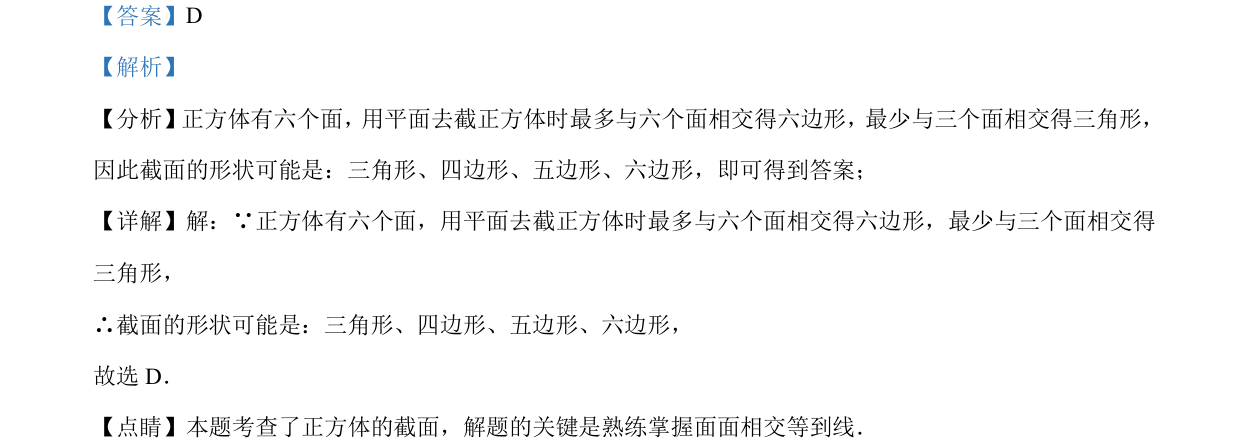 【答案】D
【解析】
【分析】正方体有六个面，用平面去截正方体时最多与六个面相交得六边形，最少与三个面相交得三角形，
因此截面的形状可能是：三角形、四边形、五边形、六边形，即可得到答案；
【详解】解：∵正方体有六个面，用平面去截正方体时最多与六个面相交得六边形，最少与三个面相交得
三角形，
∴截面的形状可能是：三角形、四边形、五边形、六边形，
故选 D．
【点睛】本题考查了正方体的截面，解题的关键是熟练掌握面面相交等到线．